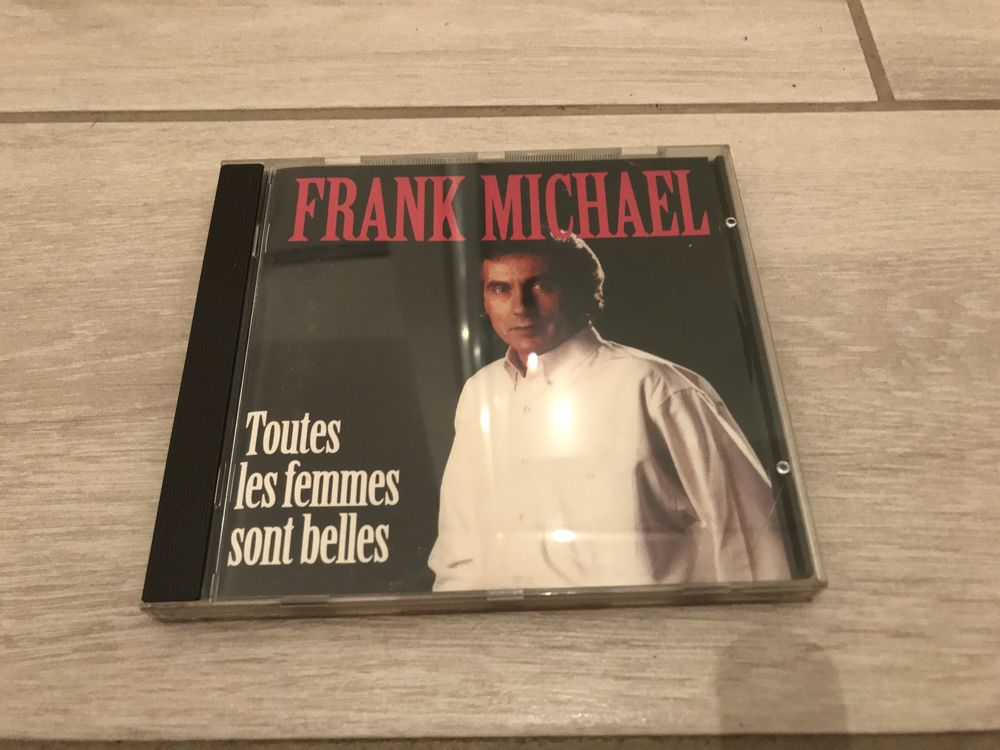 FRANK MICHAEL
Toutes
les femmes
sont belles